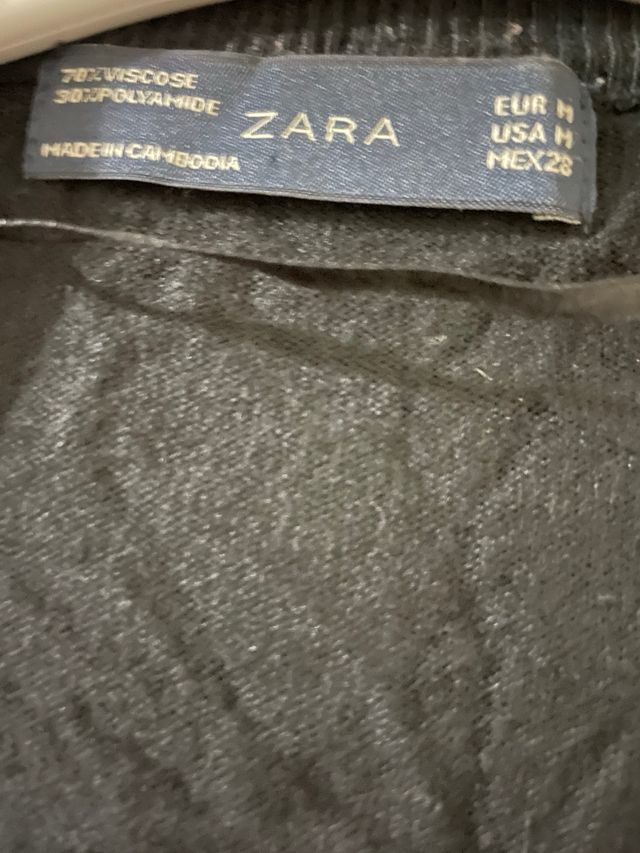 70%VISCOSE
30%POLYAMIDE
MADE IN CAMBODIA
ZARA
EUR M
USA M
MEX 28